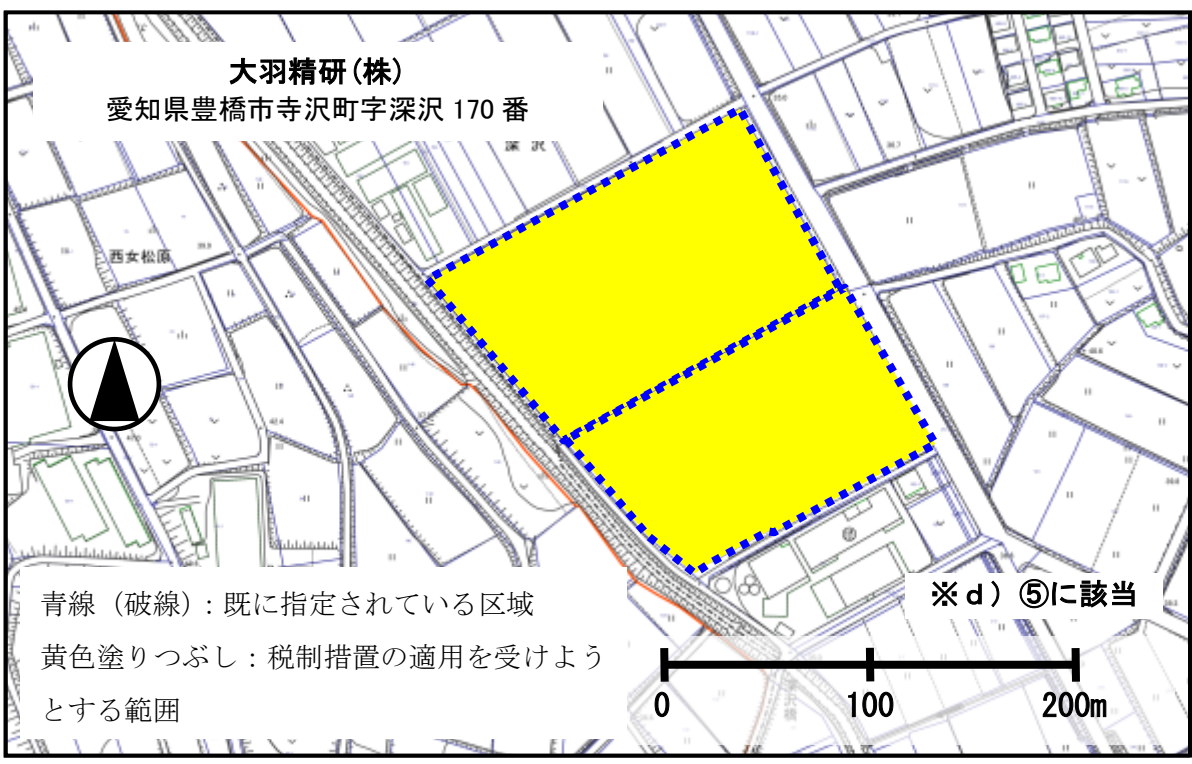 大羽精研(株)
愛知県豊橋市寺沢町字深沢 170 番
深 沢
西女松原
※ｄ）⑤に該当
青線（破線）：既に指定されている区域
黄色塗りつぶし：税制措置の適用を受けよう
とする範囲
0 100 200m